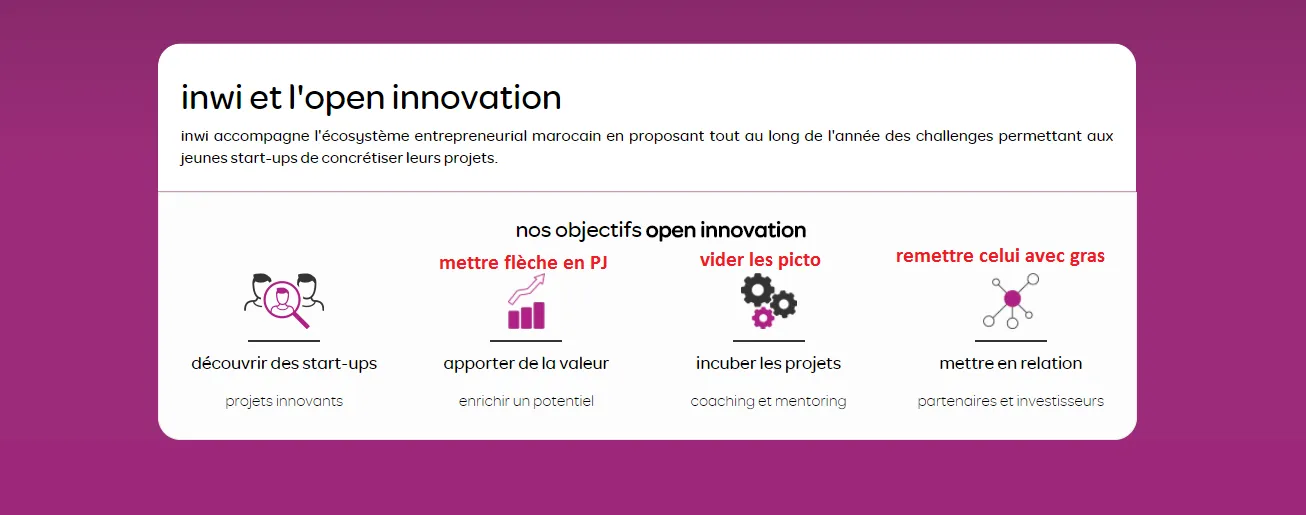 inwi et l'open innovation
inwi accompagne l'écosystème entrepreneurial marocain en proposant tout au long de l'année des challenges permettant aux
jeunes start-ups de concrétiser leurs projets.
nos objectifs open innovation
mettre flèche en PJ
vider les picto
remettre celui avec gras
découvrir des start-ups
apporter de la valeur
incuber les projets
mettre en relation
projets innovants
enrichir un potentiel
coaching et mentoring
partenaires et investisseurs